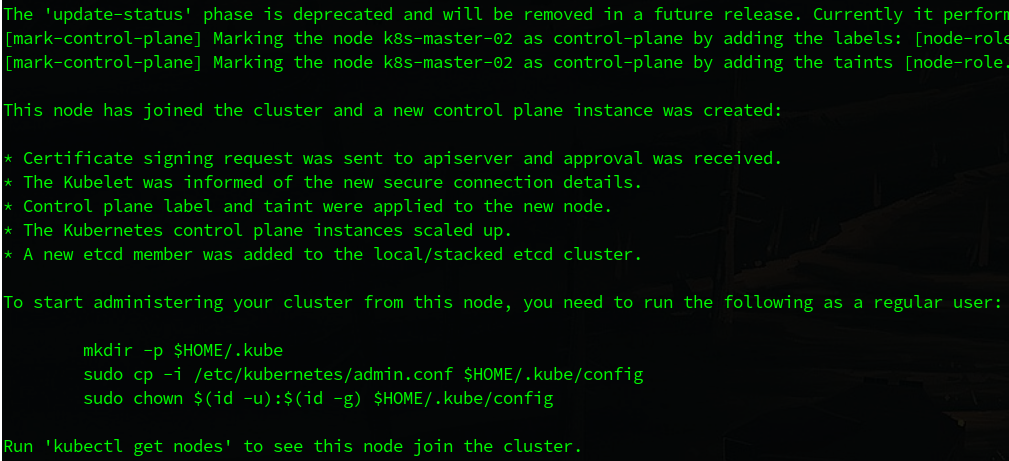 The 'update-status' phase is deprecated and will be removed in a future release. Currently it perform
[mark-control-plane] Marking the node k8s-master-02 as control-plane by adding the labels: [node-role
[mark-control-plane] Marking the node k8s-master-02 as control-plane by adding the taints [node-role.
This node has joined the cluster and a new control plane instance was created:
* Certificate signing request was sent to apiserver and approval was received.
* The Kubelet was informed of the new secure connection details.
* Control plane label and taint were applied to the new node.
* The Kubernetes control plane instances scaled up.
* A new etcd member was added to the local/stacked etcd cluster.
To start administering your cluster from this node, you need to run the following as a regular user:
mkdir -p $HOME/.kube
sudo cp -i /etc/kubernetes/admin.conf $HOME/.kube/config
sudo chown $(id -u):$(id -g) $HOME/.kube/config
Run 'kubectl get nodes' to see this node join the cluster.